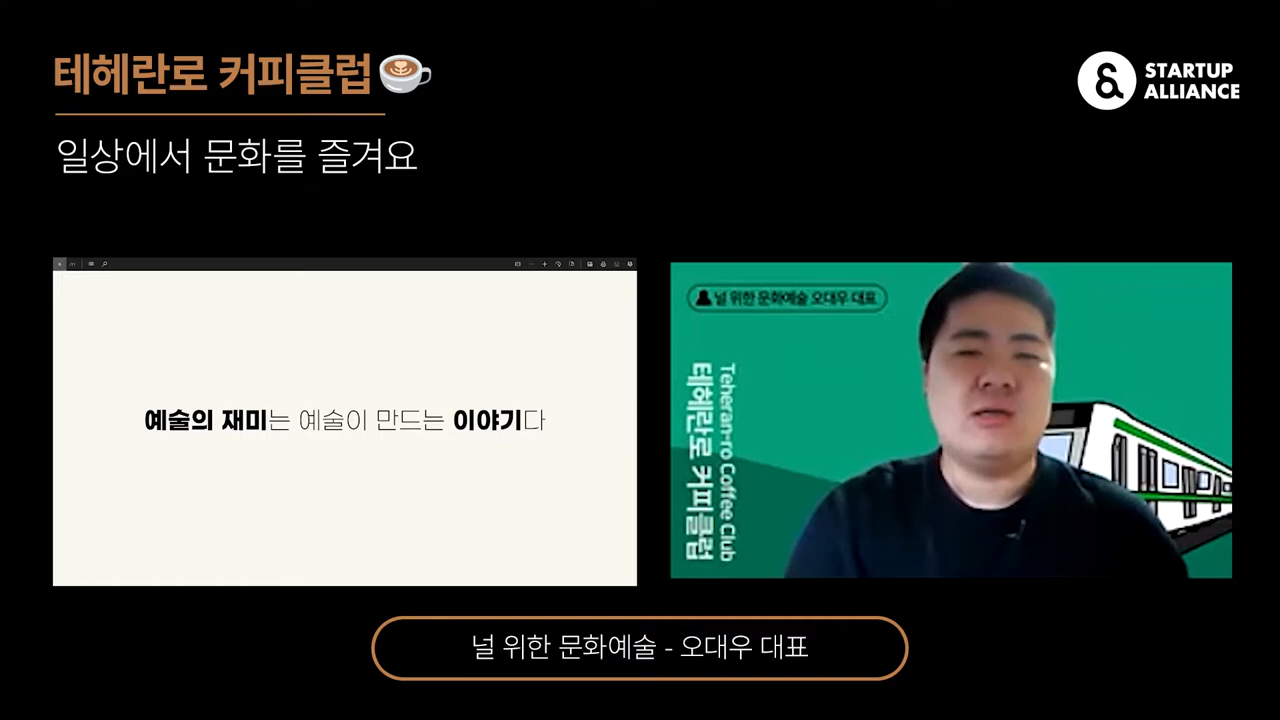 테헤란로 커피클럽
STARTUP
ALLIANCE
일상에서 문화를 즐겨요
예술의 재미는 예술이 만드는 이야기다
널 위한 문화예술 오대우 대표
Teheran-ro Coffee Club
테헤란로 커피클럽
널 위한 문화예술 - 오대우 대표